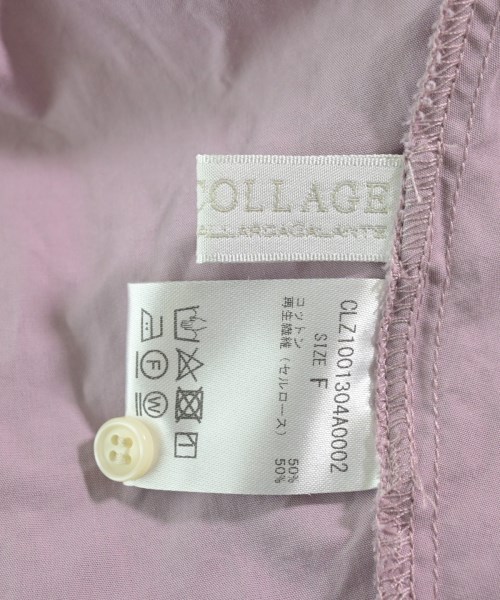 COLLAGE
GALLARDAGALANTE
CLZ1001304A0002
SIZE F
コットン 50%
再生繊維（セルロース） 50%
F W